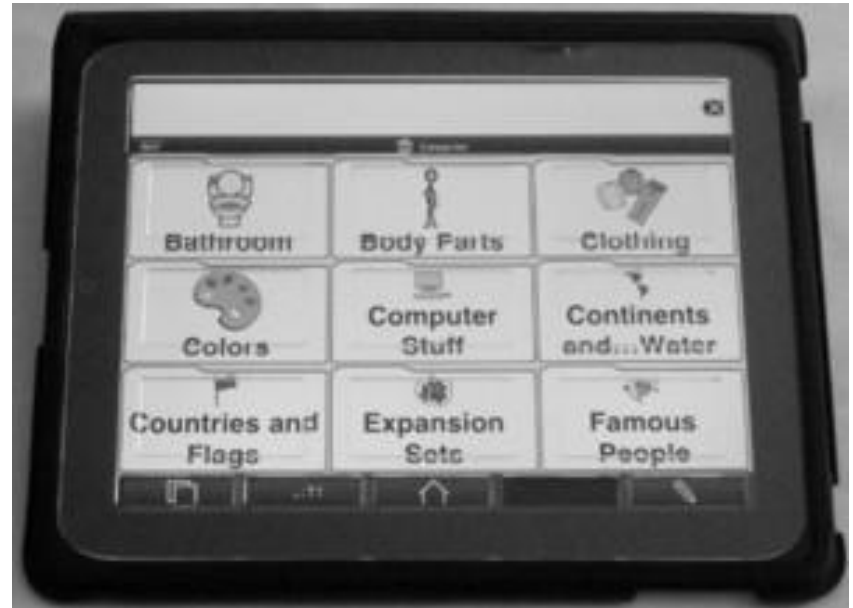 Bathroom
Body Parts
Clothing
Colors
Computer
Stuff
Continents
and...Water
Countries and
Flags
Expansion
Sets
Famous
People